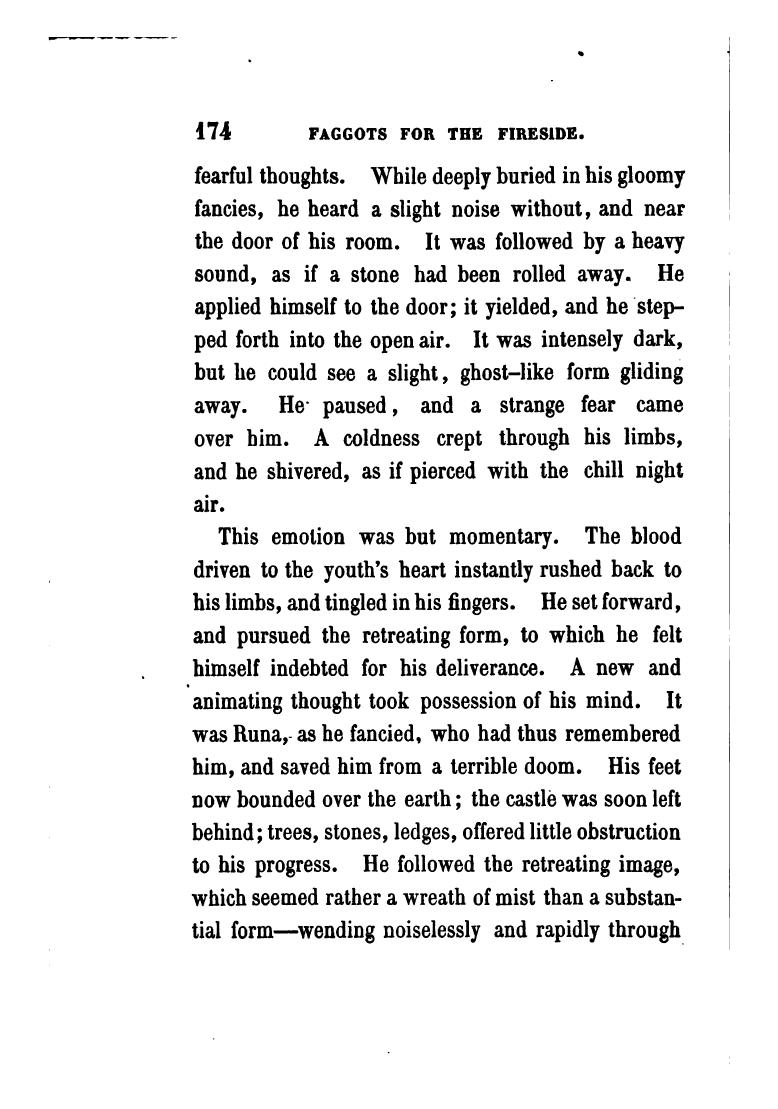 174 FAGGOTS FOR THE FIRESIDE.
fearful thoughts. While deeply buried in his gloomy
fancies, he heard a slight noise without, and near
the door of his room. It was followed by a heavy
sound, as if a stone had been rolled away. He
applied himself to the door; it yielded, and he step-
ped forth into the open air. It was intensely dark,
but he could see a slight, ghost-like form gliding
away. He paused, and a strange fear came
over him. A coldness crept through his limbs,
and he shivered, as if pierced with the chill night
air.
This emotion was but momentary. The blood
driven to the youth's heart instantly rushed back to
his limbs, and tingled in his fingers. He set forward,
and pursued the retreating form, to which he felt
himself indebted for his deliverance. A new and
animating thought took possession of his mind. It
was Runa, as he fancied, who had thus remembered
him, and saved him from a terrible doom. His feet
now bounded over the earth; the castle was soon left
behind; trees, stones, ledges, offered little obstruction
to his progress. He followed the retreating image,
which seemed rather a wreath of mist than a substan-
tial form—wending noiselessly and rapidly through